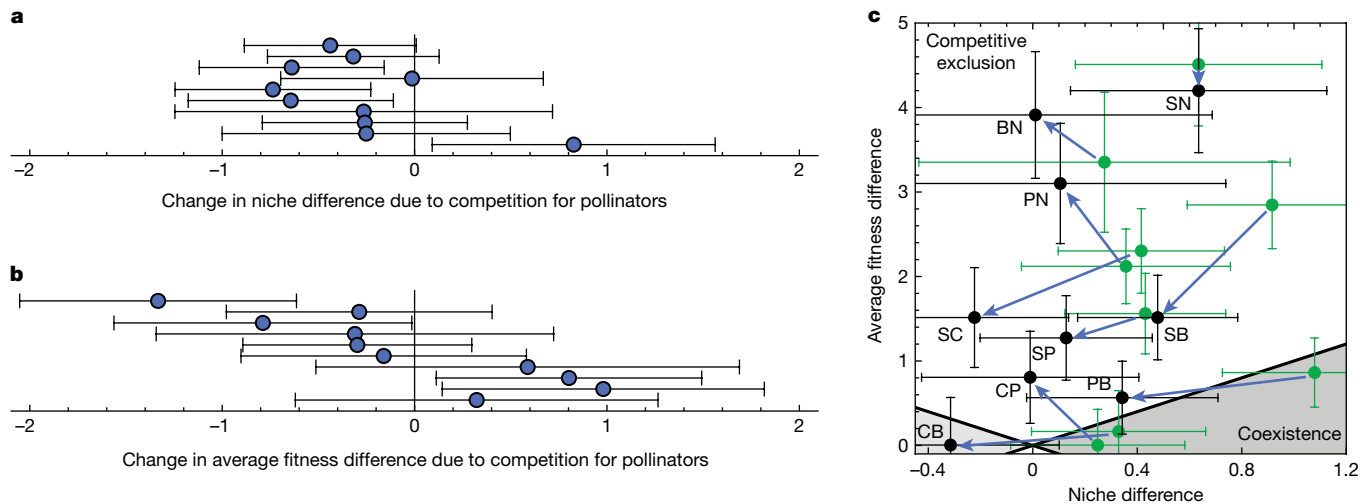 a
−2
−1
0
1
2
Change in niche difference due to competition for pollinators
b
−2
−1
0
1
2
Change in average fitness difference due to competition for pollinators
c
5
4
3
2
1
0
Average fitness difference
Competitive
exclusion
SN
BN
PN
SC
SP
SB
CP
PB
CB
Coexistence
−0.4
0
0.4
0.8
1.2
Niche difference